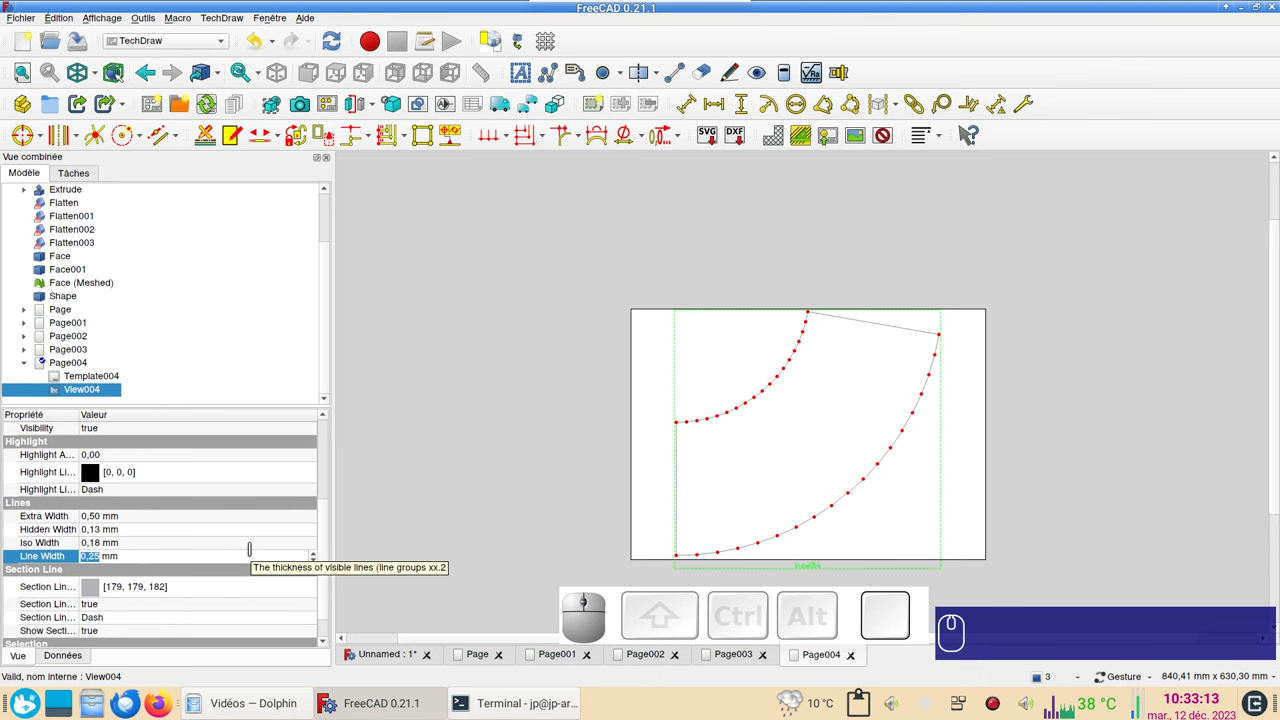 FreeCAD 0.21.1
Fichier Édition Affichage Outils Macro TechDraw Fenêtre Aide
TechDraw
Ra
SVG DXF
Vue combinée
Modèle Tâches
Extrude
Flatten
Flatten001
Flatten002
Flatten003
Face
Face001
Face (Meshed)
Shape
Page
Page001
Page002
Page003
Page004
Template004
View004
Propriété Valeur
Visibility true
Highlight
Highlight A... 0,00
Highlight Li... [0, 0, 0]
Highlight Li... Dash
Lines
Extra Width 0,50 mm
Hidden Width 0,13 mm
Iso Width 0,18 mm
Line Width 0,25 mm
The thickness of visible lines (line groups xx.2
Section Line
Section Lin... [179, 179, 182]
Section Lin... true
Section Lin... Dash
Show Secti... true
Selection
View004
Ctrl Alt
Vue Données
Unnamed : 1* Page Page001 Page002 Page003 Page004
Valid, nom interne : View004
3 Gesture 840,41 mm x 630,30 mm
Vidéos — Dolphin FreeCAD 0.21.1 Terminal - jp@jp-ar...
10 °C 38 °C
10:33:13
mar., 12 déc. 2023